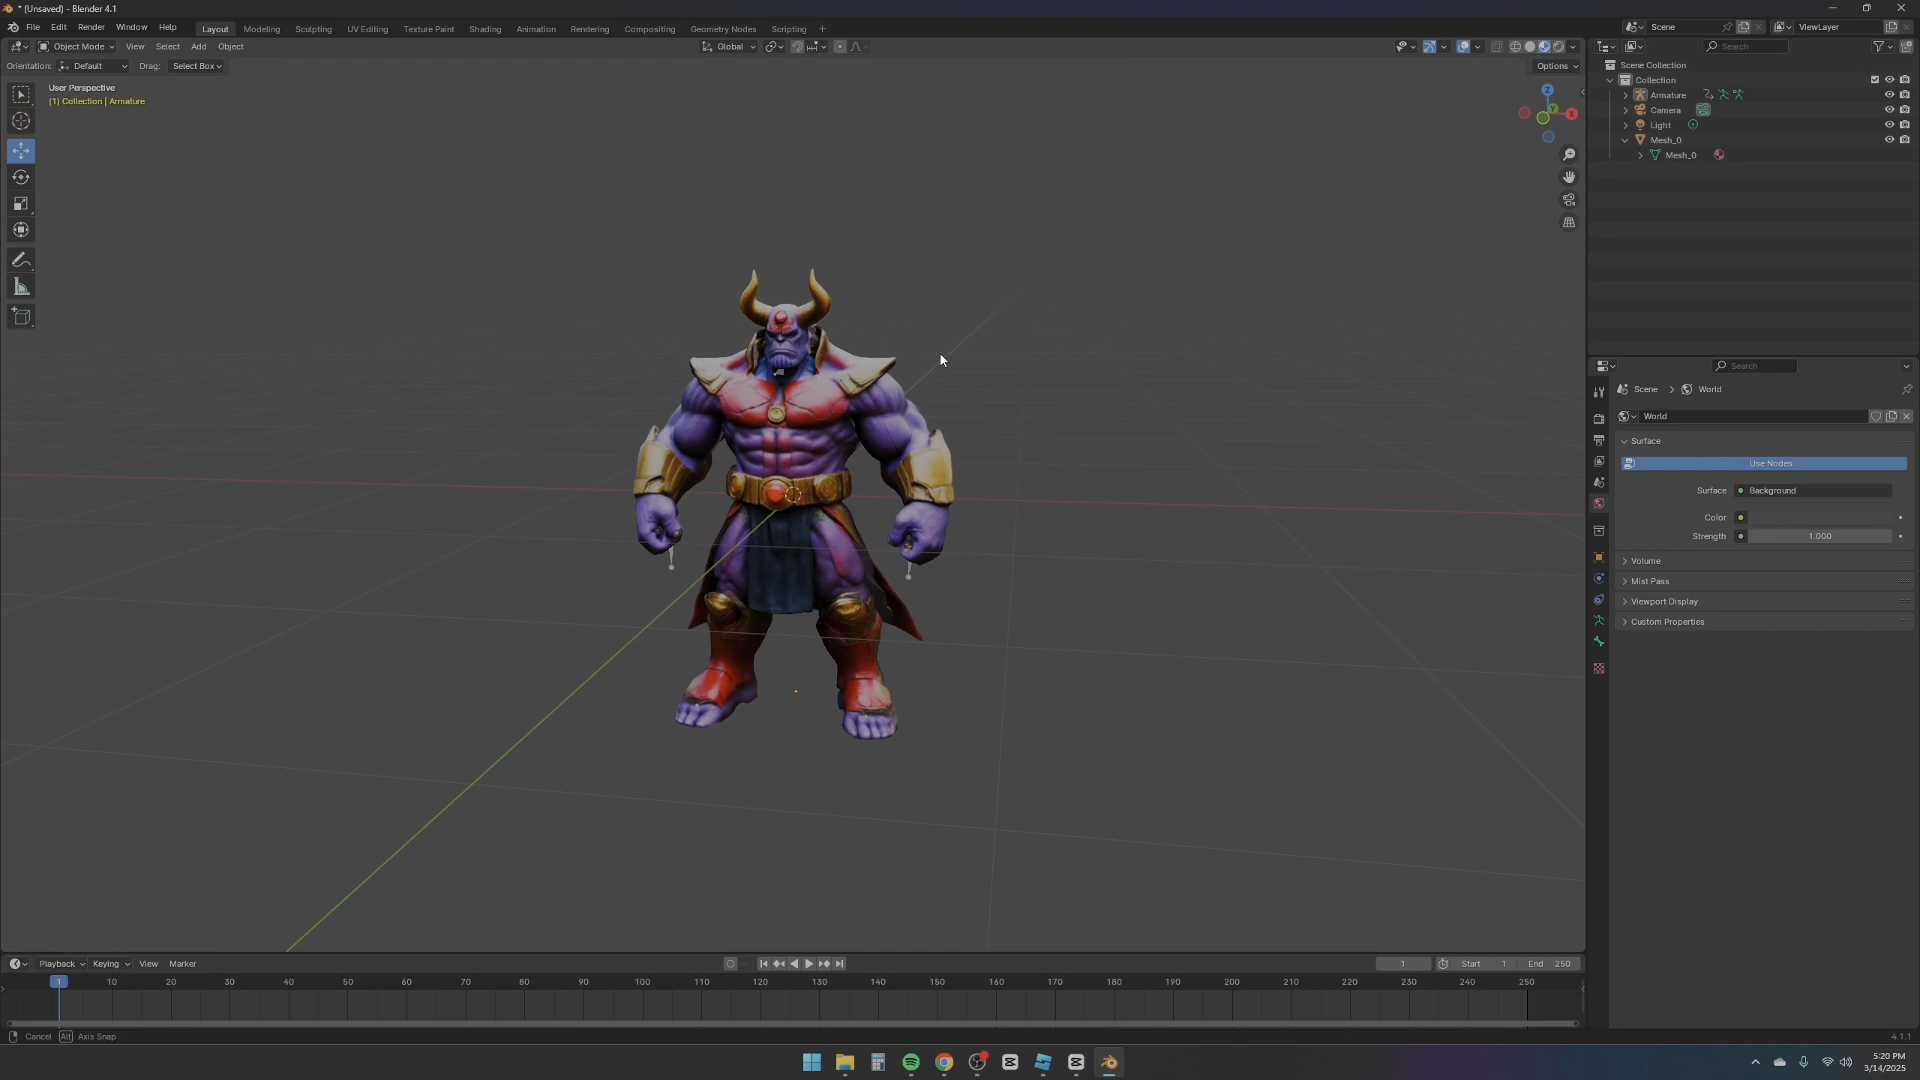 * (Unsaved) - Blender 4.1
File Edit Render Window Help Layout Modeling Sculpting UV Editing Texture Paint Shading Animation Rendering Compositing Geometry Nodes Scripting +
Scene ViewLayer
Object Mode View Select Add Object Global
Search
Orientation: Default Drag: Select Box Options
Scene Collection
User Perspective
(1) Collection | Armature
Collection
Armature
Camera
Light
Mesh_0
Mesh_0
Z
Y
X
Search
Scene > World
World
Surface
Use Nodes
Surface Background
Color
Strength 1.000
Volume
Mist Pass
Viewport Display
Custom Properties
Playback Keying View Marker 1 Start 1 End 250
1 10 20 30 40 50 60 70 80 90 100 110 120 130 140 150 160 170 180 190 200 210 220 230 240 250
Cancel Alt Axis Snap 4.1.1
5:20 PM
3/14/2025